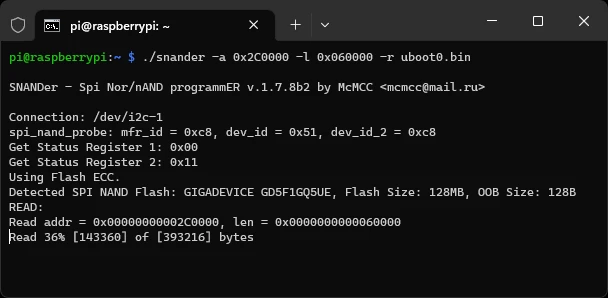 pi@raspberrypi: ~
pi@raspberrypi:~ $ ./snander -a 0x2C0000 -l 0x060000 -r uboot0.bin
SNANDer - Spi Nor/nAND programmER v.1.7.8b2 by McMCC <mcmcc@mail.ru>
Connection: /dev/i2c-1
spi_nand_probe: mfr_id = 0xc8, dev_id = 0x51, dev_id_2 = 0xc8
Get Status Register 1: 0x00
Get Status Register 2: 0x11
Using Flash ECC.
Detected SPI NAND Flash: GIGADEVICE GD5F1GQ5UE, Flash Size: 128MB, OOB Size: 128B
READ:
Read addr = 0x00000000002C0000, len = 0x0000000000060000
Read 36% [143360] of [393216] bytes